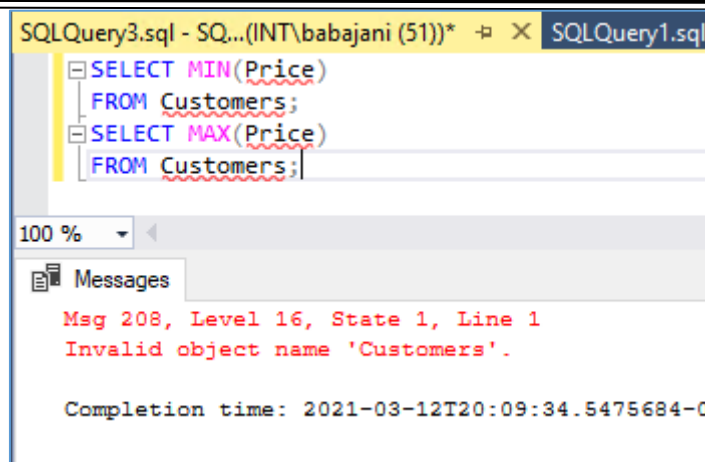 SQLQuery3.sql - SQ...(INT\babajani (51))* SQLQuery1.sql
SELECT MIN(Price)
FROM Customers;
SELECT MAX(Price)
FROM Customers;
100 %
Messages
Msg 208, Level 16, State 1, Line 1
Invalid object name 'Customers'.
Completion time: 2021-03-12T20:09:34.5475684-0